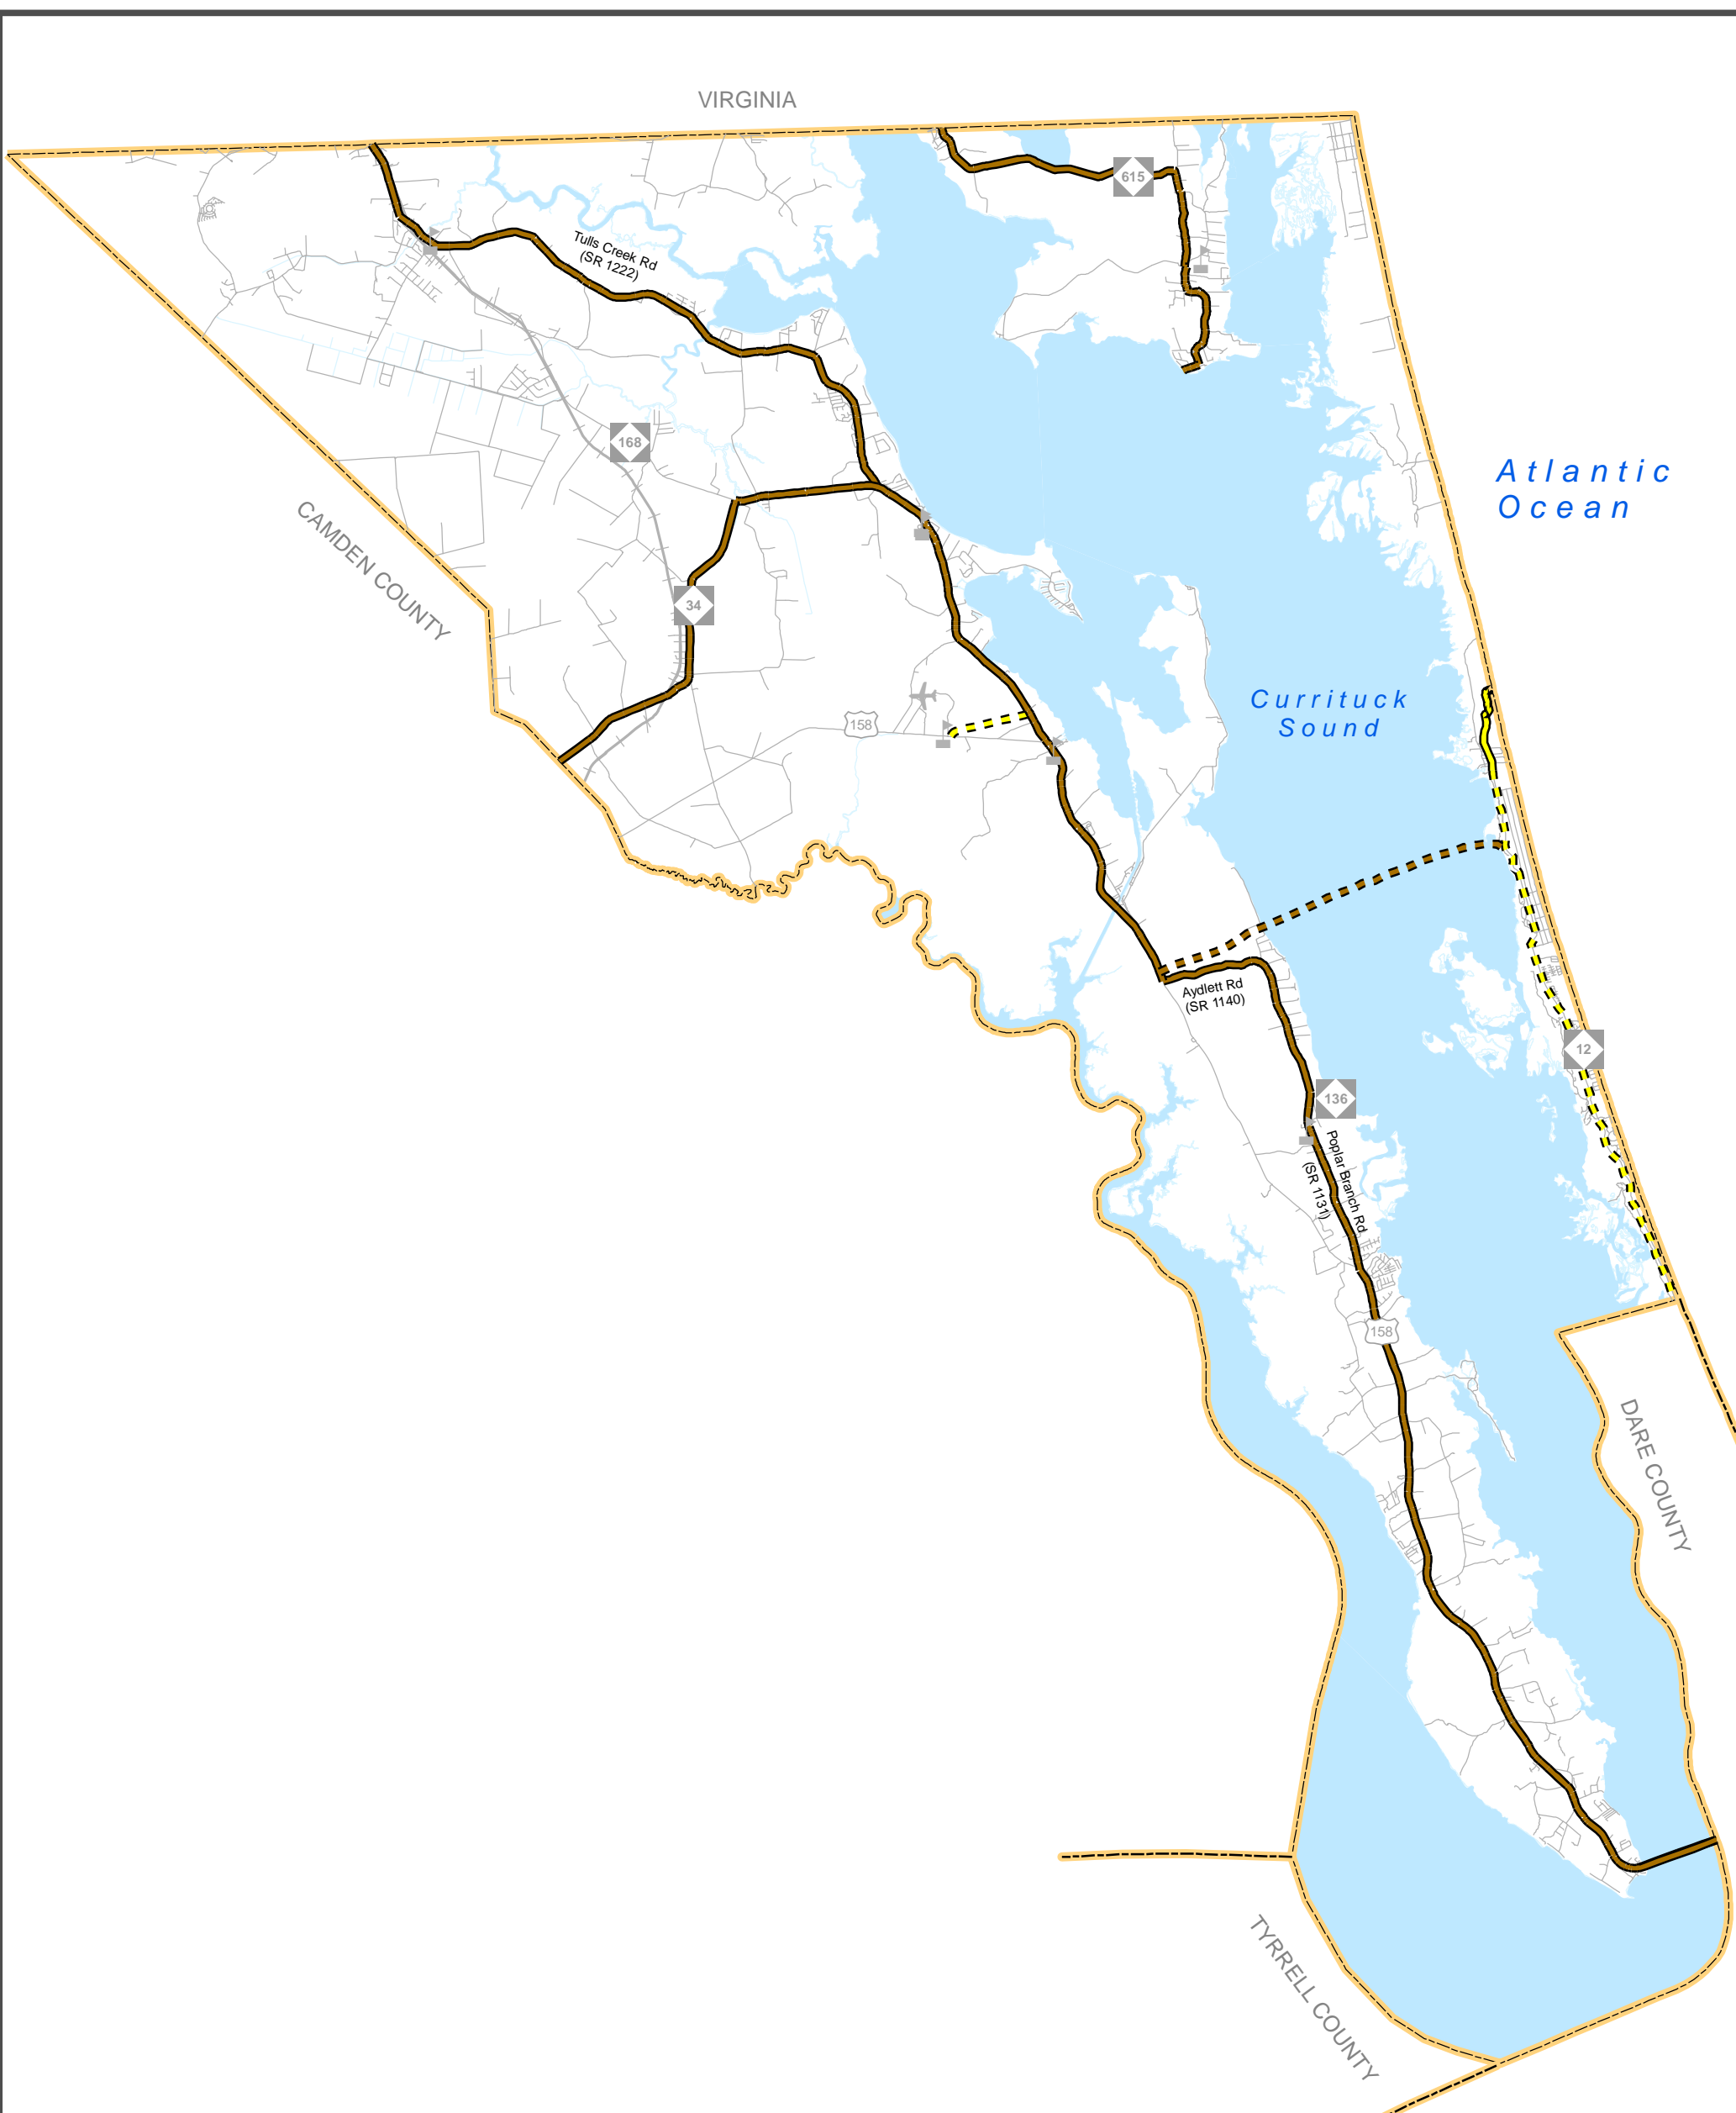 VIRGINIA
615
Tulls Creek Rd
(SR 1222)
168
Atlantic
Ocean
CAMDEN COUNTY
34
Currituck
Sound
158
Aydlett Rd
(SR 1140)
12
136
Poplar Branch Rd
(SR 1131)
158
DARE COUNTY
TYRRELL COUNTY